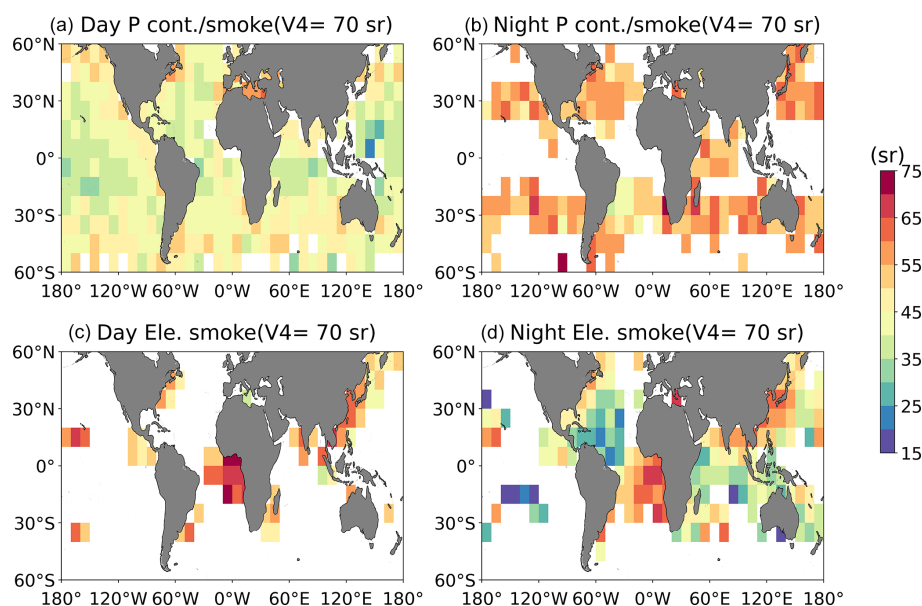 (a) Day P cont./smoke(V4= 70 sr)
(b) Night P cont./smoke(V4= 70 sr)
60°N
30°N
0°
30°S
60°S
180° 120°W 60°W 0°W 60°E 120°E 180°
60°N
30°N
0°
30°S
60°S
180° 120°W 60°W 0°W 60°E 120°E 180°
(c) Day Ele. smoke(V4= 70 sr)
(d) Night Ele. smoke(V4= 70 sr)
60°N
30°N
0°
30°S
60°S
180° 120°W 60°W 0°W 60°E 120°E 180°
60°N
30°N
0°
30°S
60°S
180° 120°W 60°W 0°W 60°E 120°E 180°
(sr)
75
65
55
45
35
25
15